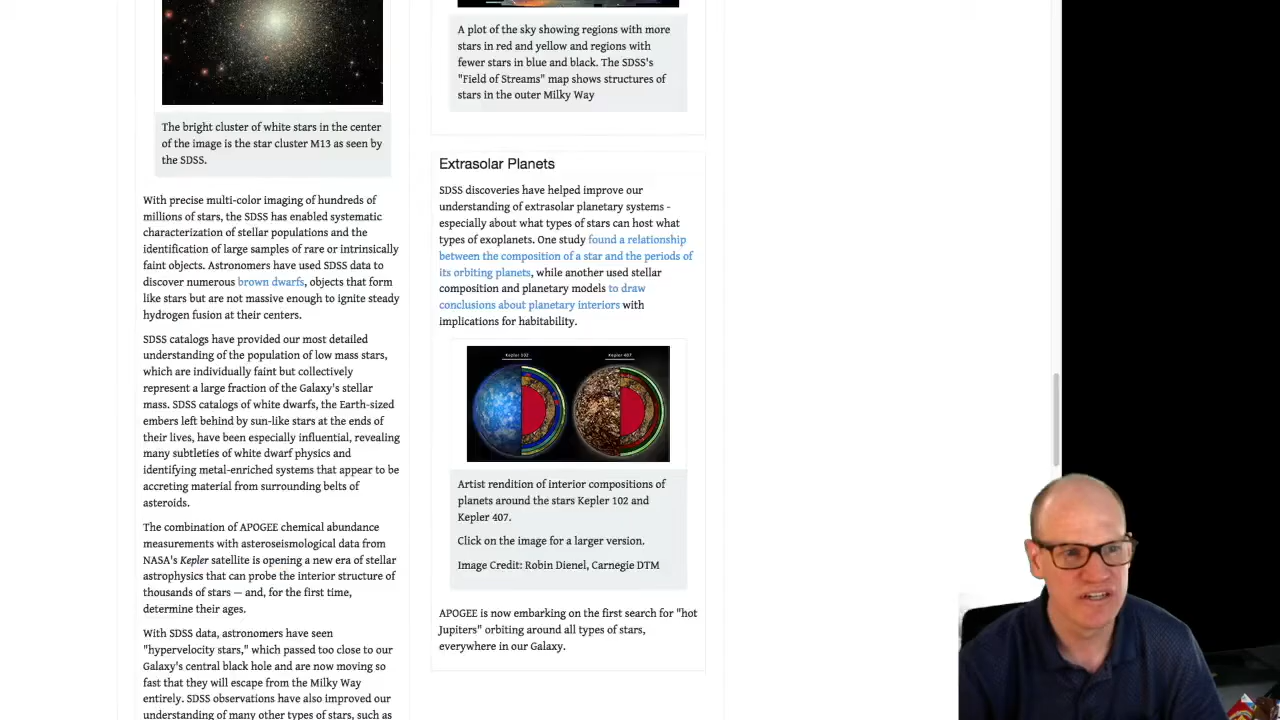 The bright cluster of white stars in the center
of the image is the star cluster M13 as seen by
the SDSS.
With precise multi-color imaging of hundreds of
millions of stars, the SDSS has enabled systematic
characterization of stellar populations and the
identification of large samples of rare or intrinsically
faint objects. Astronomers have used SDSS data to
discover numerous brown dwarfs, objects that form
like stars but are not massive enough to ignite steady
hydrogen fusion at their centers.
SDSS catalogs have provided our most detailed
understanding of the population of low mass stars,
which are individually faint but collectively
represent a large fraction of the Galaxy's stellar
mass. SDSS catalogs of white dwarfs, the Earth-sized
embers left behind by sun-like stars at the ends of
their lives, have been especially influential, revealing
many subtleties of white dwarf physics and
identifying metal-enriched systems that appear to be
accreting material from surrounding belts of
asteroids.
The combination of APOGEE chemical abundance
measurements with asteroseismological data from
NASA's Kepler satellite is opening a new era of stellar
astrophysics that can probe the interior structure of
thousands of stars — and, for the first time,
determine their ages.
With SDSS data, astronomers have seen
"hypervelocity stars," which passed too close to our
Galaxy's central black hole and are now moving so
fast that they will escape from the Milky Way
entirely. SDSS observations have also improved our
understanding of many other types of stars, such as
A plot of the sky showing regions with more
stars in red and yellow and regions with
fewer stars in blue and black. The SDSS's
"Field of Streams" map shows structures of
stars in the outer Milky Way
Extrasolar Planets
SDSS discoveries have helped improve our
understanding of extrasolar planetary systems -
especially about what types of stars can host what
types of exoplanets. One study found a relationship
between the composition of a star and the periods of
its orbiting planets, while another used stellar
composition and planetary models to draw
conclusions about planetary interiors with
implications for habitability.
Kepler 102 Kepler 407
Artist rendition of interior compositions of
planets around the stars Kepler 102 and
Kepler 407.
Click on the image for a larger version.
Image Credit: Robin Dienel, Carnegie DTM
APOGEE is now embarking on the first search for "hot
Jupiters" orbiting around all types of stars,
everywhere in our Galaxy.